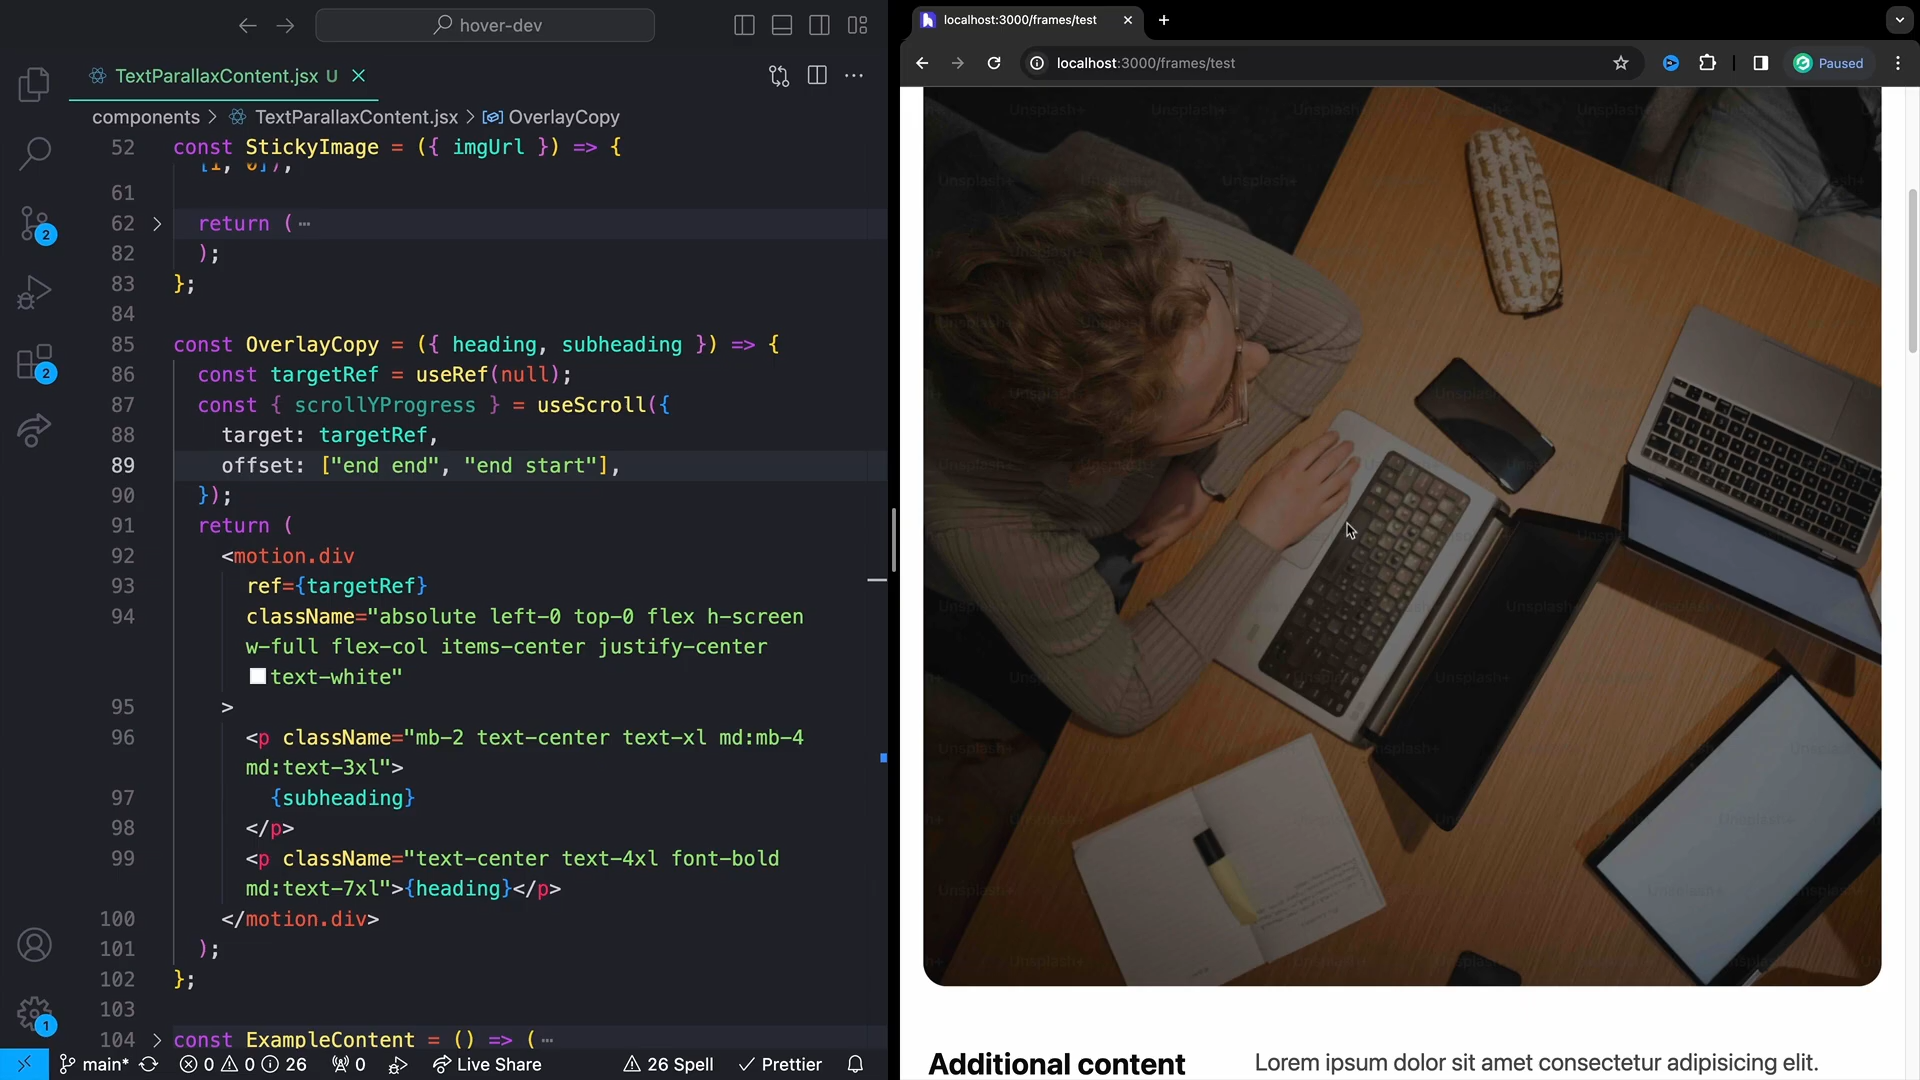 hover-dev
TextParallaxContent.jsx U
components > TextParallaxContent.jsx > OverlayCopy
52 const StickyImage = ({ imgUrl }) => {
[1, 0]);
61
62 return ( ⋯
82 );
83 };
84
85 const OverlayCopy = ({ heading, subheading }) => {
86 const targetRef = useRef(null);
87 const { scrollYProgress } = useScroll({
88 target: targetRef,
89 offset: ["end end", "end start"],
90 });
91 return (
92 <motion.div
93 ref={targetRef}
94 className="absolute left-0 top-0 flex h-screen
w-full flex-col items-center justify-center
text-white"
95 >
96 <p className="mb-2 text-center text-xl md:mb-4
md:text-3xl">
97 {subheading}
98 </p>
99 <p className="text-center text-4xl font-bold
md:text-7xl">{heading}</p>
100 </motion.div>
101 );
102 };
103
104 const ExampleContent = () => ( ⋯
2
2
1
main* 0 0 26 0 Live Share 26 Spell Prettier
localhost:3000/frames/test
localhost:3000/frames/test Paused
Unsplash+
Additional content
Lorem ipsum dolor sit amet consectetur adipisicing elit.